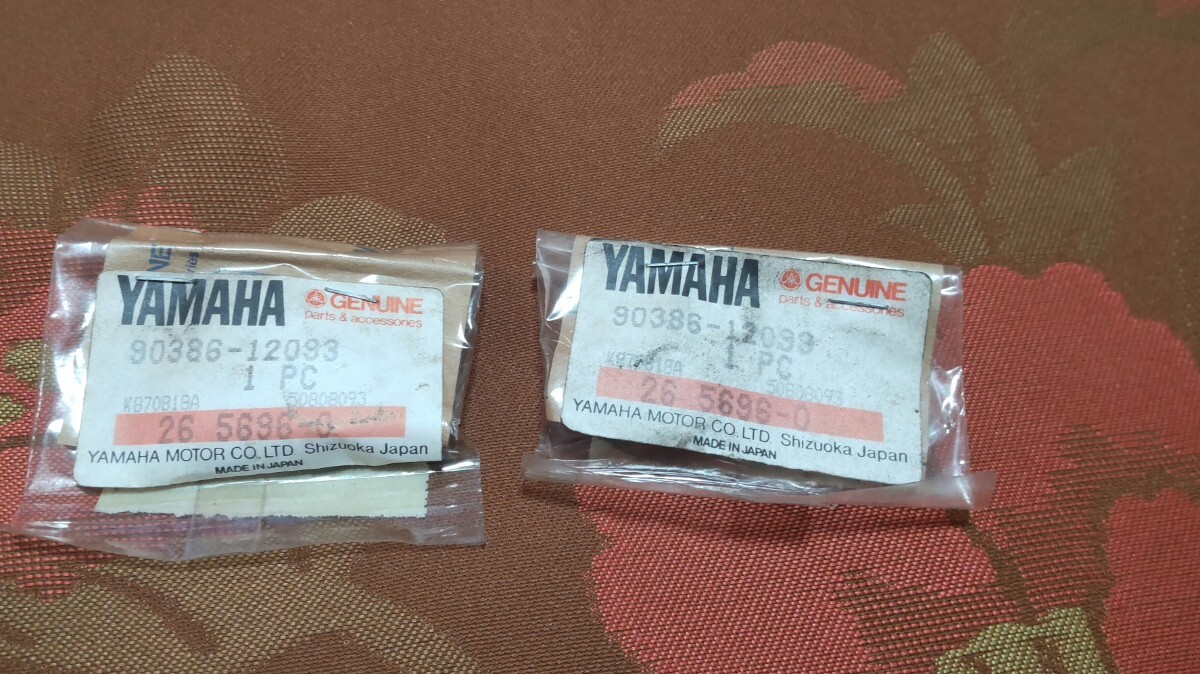 YAMAHA
GENUINE
parts & accessories
90386-12093
1 PC
K870818A 50808093
26 5696-0
YAMAHA MOTOR CO., LTD. Shizuoka Japan
MADE IN JAPAN
YAMAHA
GENUINE
parts & accessories
90386-12093
1 PC
K870818A 50808093
26 5696-0
YAMAHA MOTOR CO., LTD. Shizuoka Japan
MADE IN JAPAN